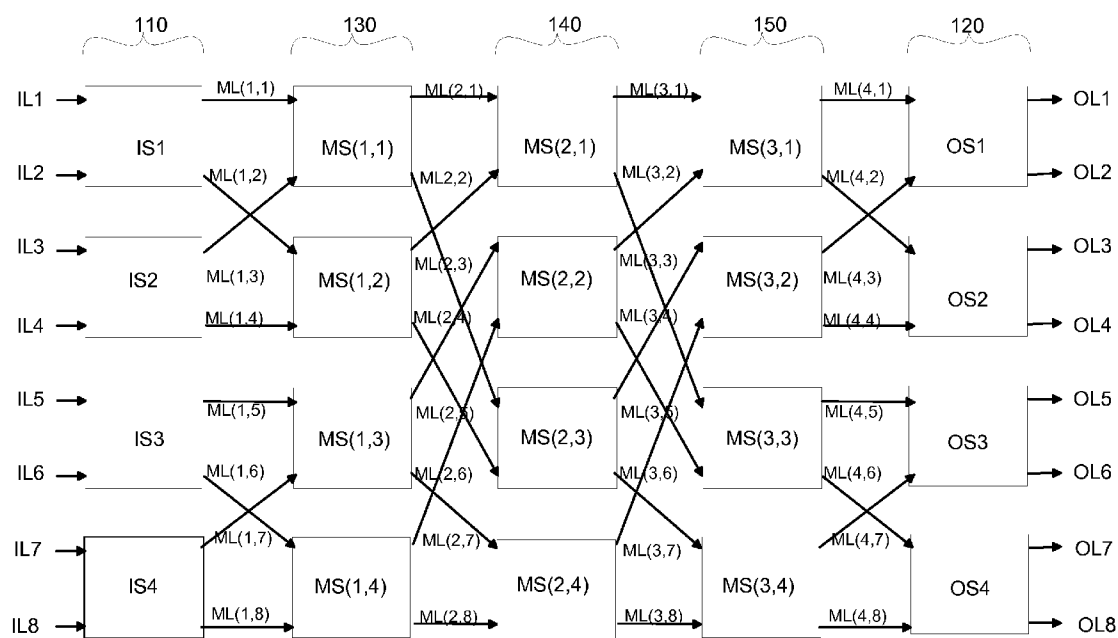 110 130 140 150 120
IL1 ML(1,1) ML(2,1) ML(3,1) ML(4,1) OL1
IS1 MS(1,1) MS(2,1) MS(3,1) OS1
IL2 ML(1,2) ML2,2) ML(3,2) ML(4,2) OL2
IL3 ML(2,3) ML(3,3) OL3
ML(1,3) IS2 MS(1,2) MS(2,2) MS(3,2) ML(4,3) OS2
IL4 ML(1,4) ML(2,4) ML(3,4) ML(4,4) OL4
IL5 ML(1,5) ML(2,5) ML(3,5) ML(4,5) OL5
IS3 MS(1,3) MS(2,3) MS(3,3) OS3
IL6 ML(1,6) ML(2,6) ML(3,6) ML(4,6) OL6
IL7 ML(1,7) ML(2,7) ML(3,7) ML(4,7) OL7
IS4 MS(1,4) MS(2,4) MS(3,4) OS4
IL8 ML(1,8) ML(2,8) ML(3,8) ML(4,8) OL8